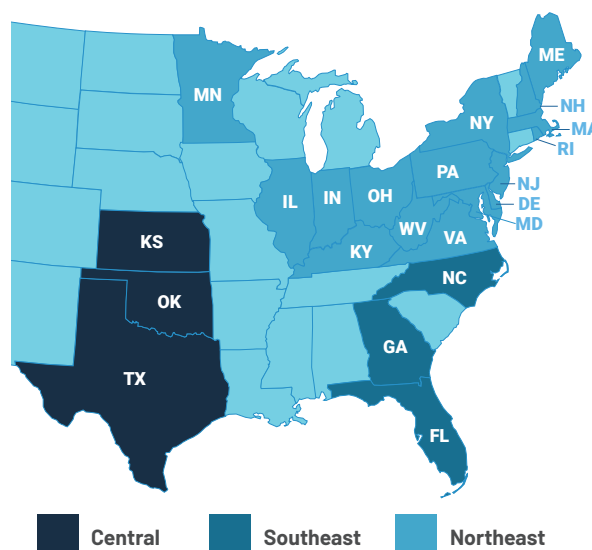 ME
MN
NH
NY
MA
RI
PA
OH
IN
IL
NJ
DE
WV
MD
VA
KS
KY
NC
OK
GA
TX
FL
Central
Southeast
Northeast